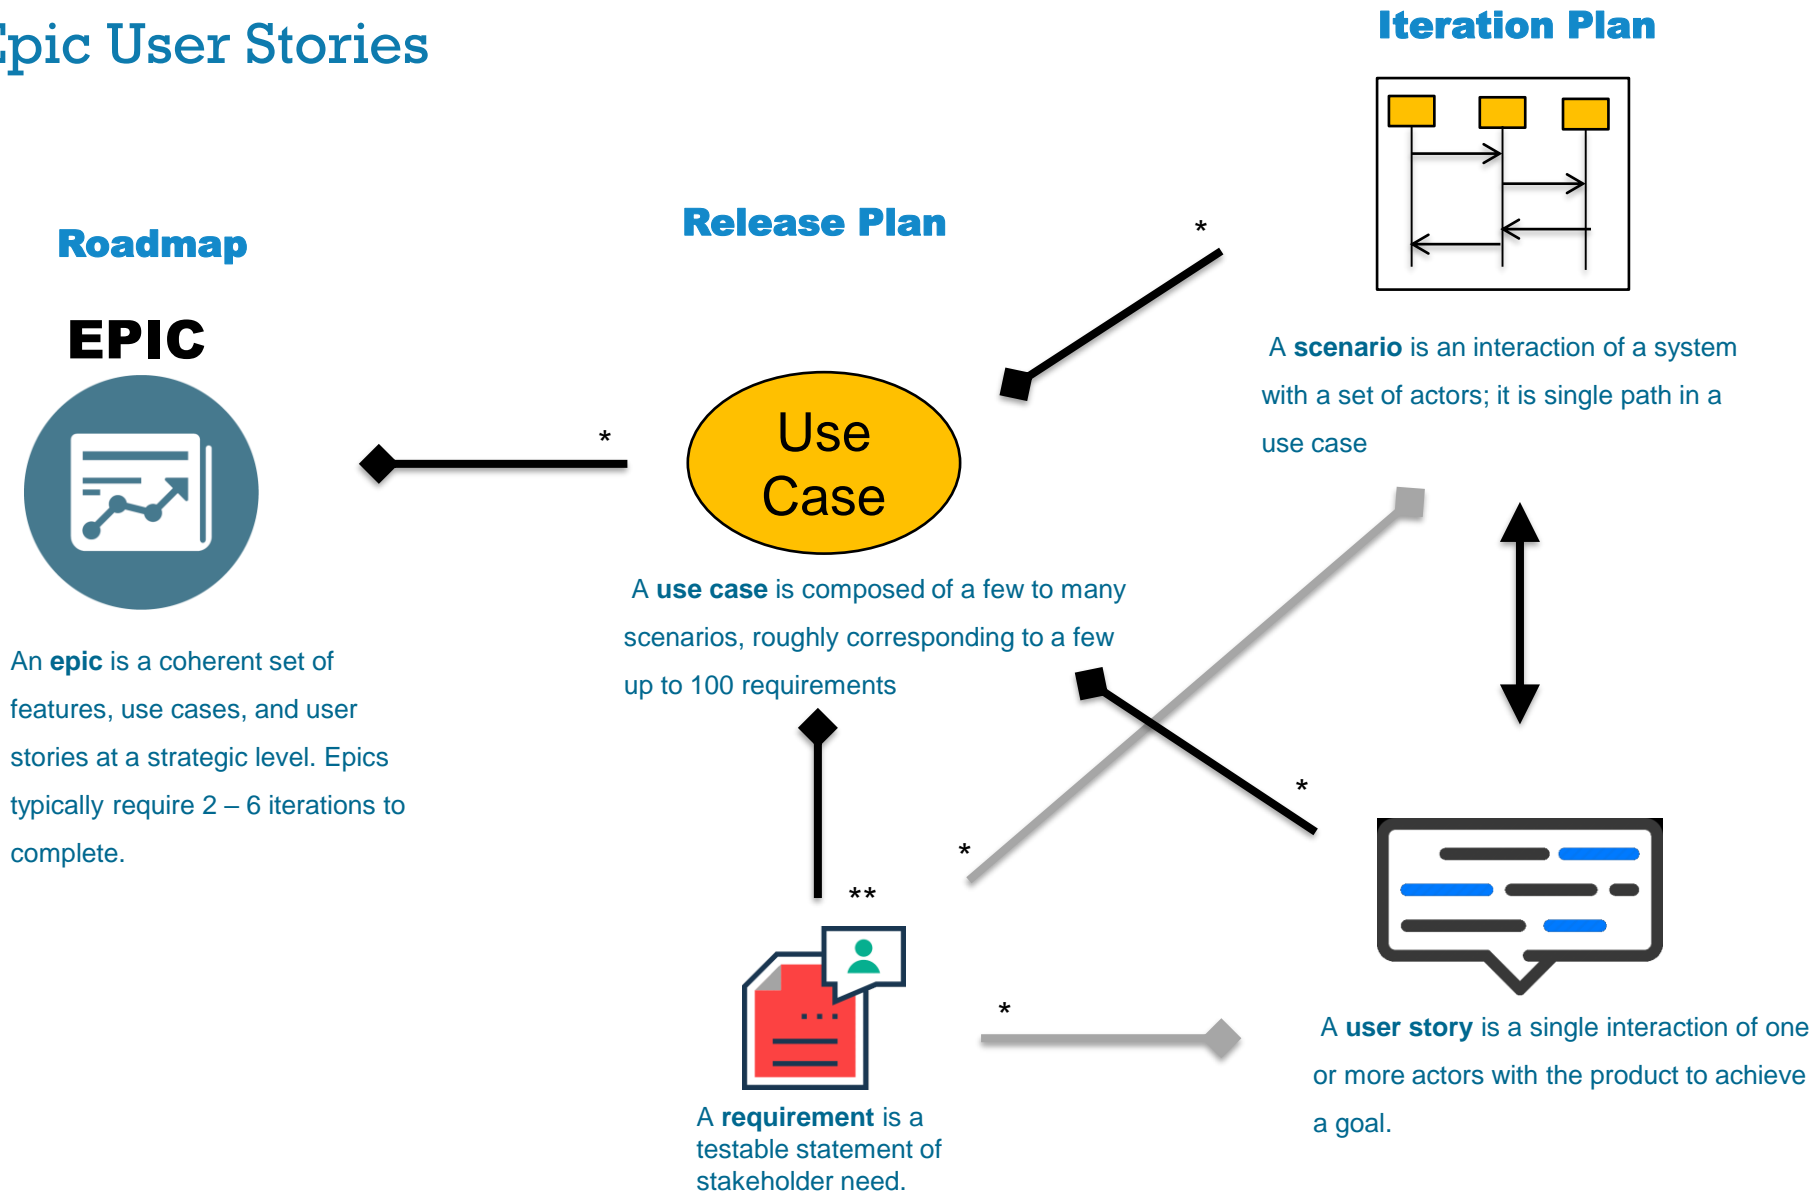 Epic User Stories
Iteration Plan
Roadmap
Release Plan
*
EPIC
*
Use
Case
A scenario is an interaction of a system
with a set of actors; it is single path in a
use case
A use case is composed of a few to many
scenarios, roughly corresponding to a few
up to 100 requirements
An epic is a coherent set of
features, use cases, and user
stories at a strategic level. Epics
typically require 2 – 6 iterations to
complete.
*
*
**
*
A user story is a single interaction of one
or more actors with the product to achieve
a goal.
A requirement is a
testable statement of
stakeholder need.